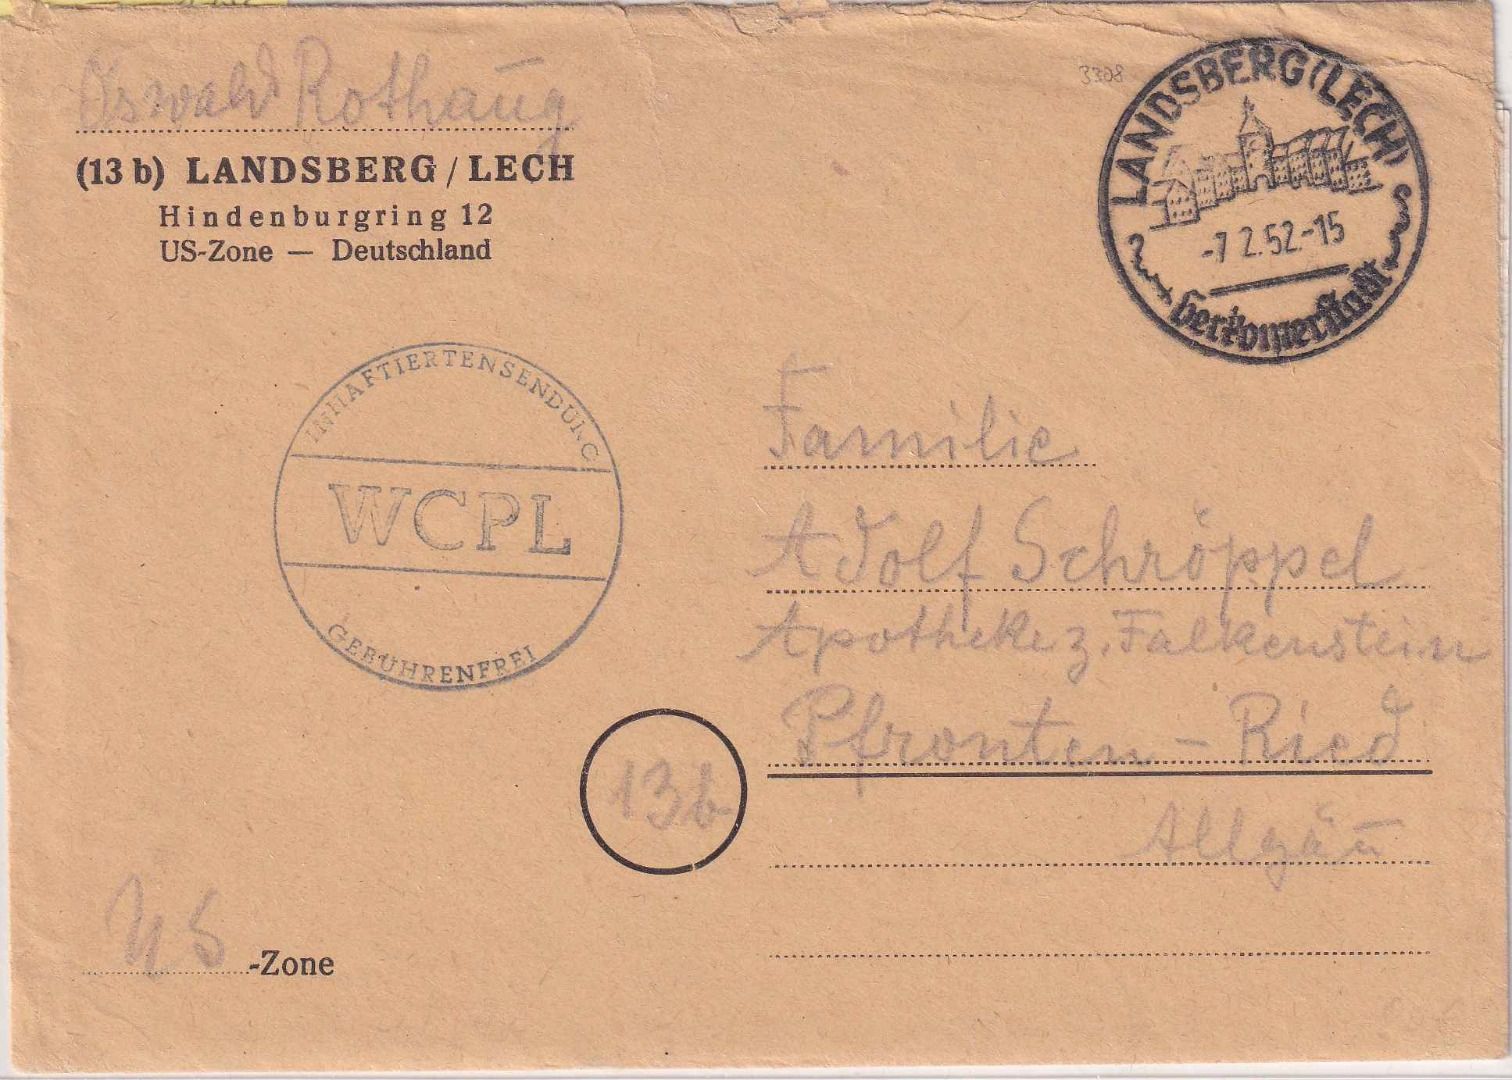 Oswald Rothaug
(13 b) LANDSBERG / LECH
Hindenburgring 12
US-Zone — Deutschland
3308
LANDSBERG (LECH)
-7 2.52-15
Herkomerstadt
INHAFTIERTENSENDUNG
WCPL
GEBÜHRENFREI
Familie
Adolf Schröppel
Apotheke z. Falkenstein
Pfronten - Ried
13b
Allgäu
US -Zone